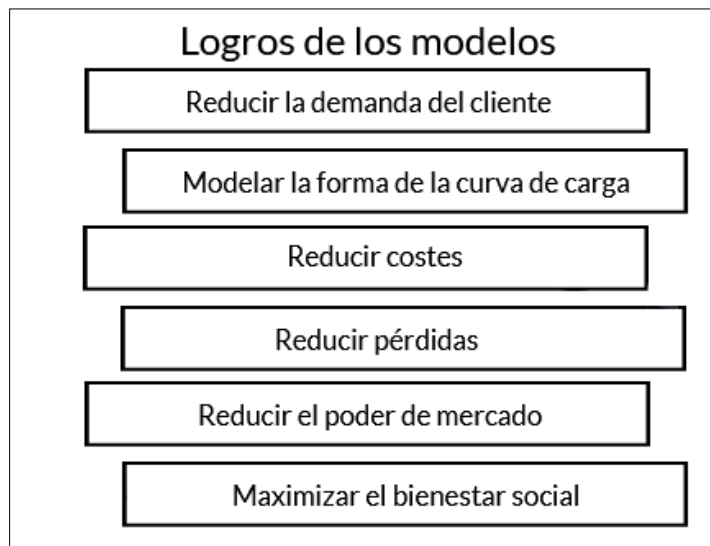 Logros de los modelos
Reducir la demanda del cliente
Modelar la forma de la curva de carga
Reducir costes
Reducir pérdidas
Reducir el poder de mercado
Maximizar el bienestar social